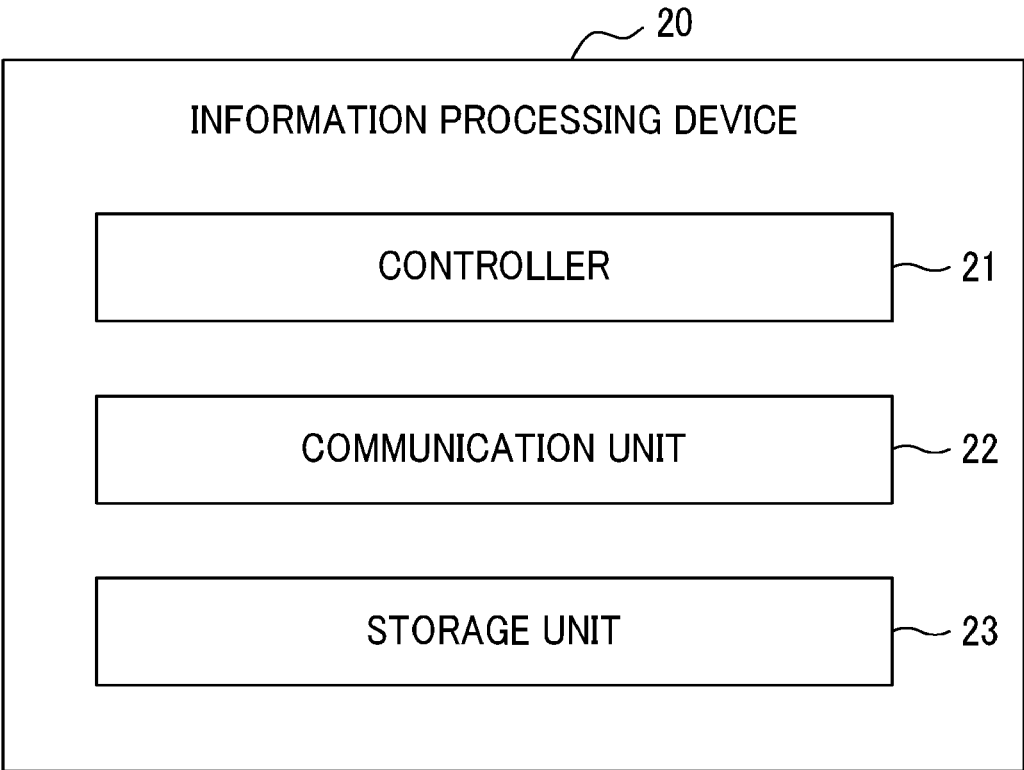 20
INFORMATION PROCESSING DEVICE
CONTROLLER
21
COMMUNICATION UNIT
22
STORAGE UNIT
23